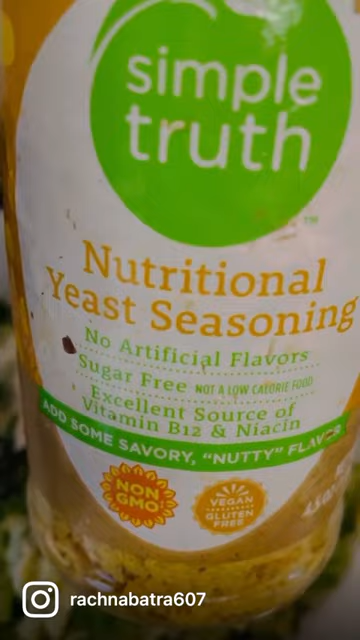 simple
truth™
Nutritional
Yeast Seasoning
No Artificial Flavors
Sugar Free NOT A LOW CALORIE FOOD
Excellent Source of
Vitamin B12 & Niacin
ADD SOME SAVORY, "NUTTY" FLAVOR
NON
GMO
VEGAN
GLUTEN
FREE
rachnabatra607